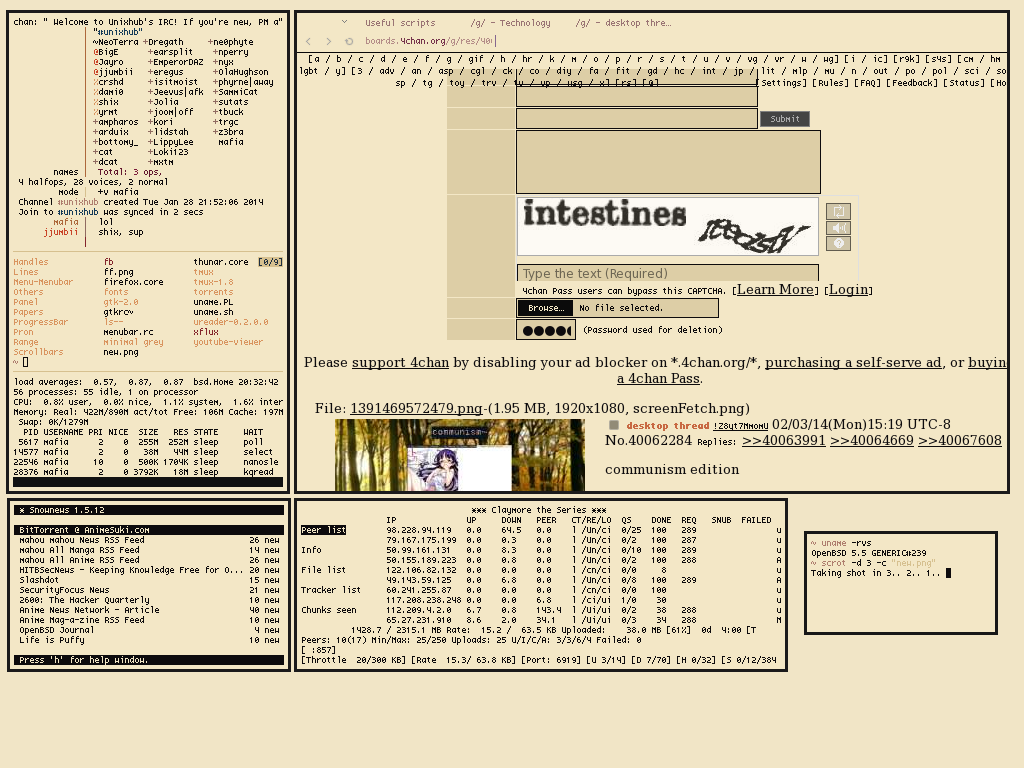 chan: " Welcome to Unixhub's IRC! If you're new, PM a"
"#unixhub"
~NeoTerra +Dregath +ne0phyte
@BigE +earsplit +nperry
@Jayro +EmperorDAZ +nyc
@jjumbii +eregus +OlaHughson
%crshd +isitmoist +phyrne|away
%dami0 +Jeevus|afk +SammiCat
%shix +Jolia +sutats
%yrmt +joom|off +tbuck
+ampharos +kori +trgc
+arduix +lidstah +z3bra
+bottomy_ +LippyLee mafia
+cat +Loki123
+dcat +mxtm
names Total: 3 ops,
4 halfops, 28 voices, 2 normal
mode +v mafia
Channel #unixhub created Tue Jan 28 21:52:06 2014
Join to #unixhub was synced in 2 secs
mafia lol
jjumbii shix, sup
Handles fb thunar.core [0/9]
Lines ff.png tmux
Menu-Menubar firefox.core tmux-1.8
Others fonts torrents
Panel gtk-2.0 uname.PL
Papers gtkrc~ uname.sh
ProgressBar ls-- ureader-0.2.0.0
Pron menubar.rc xflux
Range minimal grey youtube-viewer
Scrollbars new.png
~
load averages: 0.57, 0.87, 0.87 bsd.Home 20:32:42
56 processes: 55 idle, 1 on processor
CPU: 0.8% user, 0.0% nice, 1.1% system, 1.6% inter
Memory: Real: 422M/890M act/tot Free: 106M Cache: 197M
Swap: 0K/1279M
PID USERNAME PRI NICE SIZE RES STATE WAIT
5617 mafia 2 0 255M 252M sleep poll
14577 mafia 2 0 38M 44M sleep select
22546 mafia 10 0 500K 1704K sleep nanosle
28376 mafia 2 0 3792K 18M sleep kqread
Useful scripts /g/ - Technology /g/ - desktop thre...
boards.4chan.org/g/res/400
[a / b / c / d / e / f / g / gif / h / hr / k / m / o / p / r / s / t / u / v / vg / vr / w / wg] [i / ic] [r9k] [s4s] [cm / hm
lgbt / y] [3 / adv / an / asp / cgl / ck / co / diy / fa / fit / gd / hc / int / jp / lit / mlp / mu / n / out / po / pol / sci / so
sp / tg / toy / trv / tv / vp / wsg / x] [rs] [@] [Settings] [Rules] [FAQ] [Feedback] [Status] [Ho
Submit
intestines
Type the text (Required)
4chan Pass users can bypass this CAPTCHA. [Learn More] [Login]
Browse... No file selected.
(Password used for deletion)
Please support 4chan by disabling your ad blocker on *.4chan.org/*, purchasing a self-serve ad, or buyin
a 4chan Pass.
File: 1391469572479.png-(1.95 MB, 1920x1080, screenFetch.png)
communism~
desktop thread !Z8yt7MmoMU 02/03/14(Mon)15:19 UTC-8
No.40062284 Replies: >>40063991 >>40064669 >>40067608
communism edition
* Snownews 1.5.12
BitTorrent @ AnimeSuki.com
Mahou Mahou News RSS Feed 26 new
Mahou All Manga RSS Feed 14 new
Mahou All Anime RSS Feed 26 new
HITBSecNews - Keeping Knowledge Free for O... 20 new
Slashdot 15 new
SecurityFocus News 21 new
2600: The Hacker Quarterly 10 new
Anime News Network - Article 40 new
Anime Mag-a-zine RSS Feed 10 new
OpenBSD Journal 4 new
Life is Puffy 10 new
Press 'h' for help window.
*** Claymore the Series ***
IP UP DOWN PEER CT/RE/LO QS DONE REQ SNUB FAILED
Peer list 98.228.94.119 0.0 64.5 0.0 l /Un/ci 0/25 100 289 u
79.167.175.199 0.0 0.3 0.0 l /Un/ci 0/2 100 287 u
Info 50.99.161.131 0.0 8.3 0.0 l /Un/ci 0/10 100 289 u
50.155.189.223 0.0 0.8 0.0 l /Un/ci 0/2 100 288 A
File list 122.106.82.132 0.0 0.0 0.0 l /cn/ci 0/0 8 u
49.143.59.125 0.0 6.8 0.0 l /Un/ci 0/8 100 289 A
Tracker list 60.241.255.87 0.0 0.0 0.0 l /cn/ci 0/0 100 u
117.208.238.248 0.0 0.0 6.8 l /cn/ui 1/0 30 u
Chunks seen 112.209.4.2.0 6.7 0.8 143.4 l /Ui/ui 0/2 38 288 u
65.27.231.910 8.6 2.0 34.1 l /Ui/ui 0/3 34 288 M
1428.7 / 2315.1 MB Rate: 15.2 / 63.5 KB Uploaded: 38.0 MB [61%] 0d 4:00 [T
Peers: 10(17) Min/Max: 25/250 Uploads: 25 U/I/C/A: 3/3/6/4 Failed: 0
[ :857]
[Throttle 20/300 KB] [Rate 15.3/ 63.8 KB] [Port: 6919] [U 3/14] [D 7/70] [H 0/32] [S 0/12/384
~ uname -rvs
OpenBSD 5.5 GENERIC#239
~ scrot -d 3 -c "new.png"
Taking shot in 3.. 2.. 1..